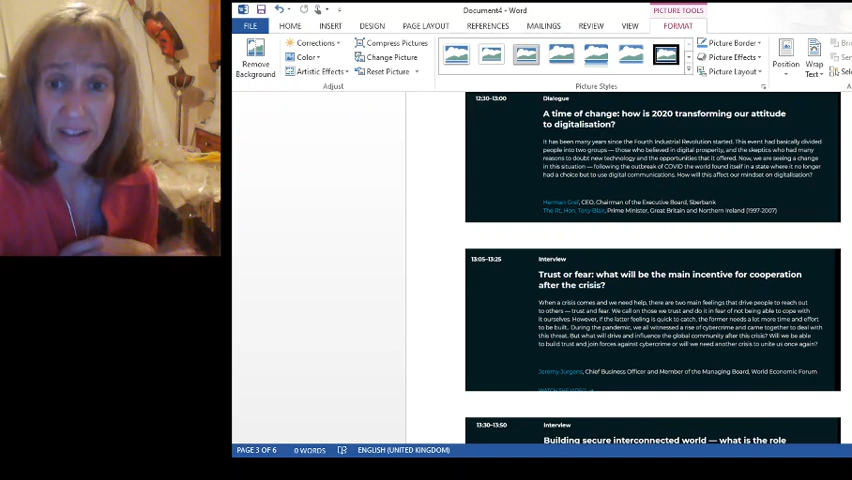 Document4 - Word
PICTURE TOOLS
FILE HOME INSERT DESIGN PAGE LAYOUT REFERENCES MAILINGS REVIEW VIEW FORMAT
Remove Background
Corrections
Color
Artistic Effects
Compress Pictures
Change Picture
Reset Picture
Picture Border
Picture Effects
Picture Layout
Position
Wrap Text
Adjust
Picture Styles
12:30–13:00 Dialogue
A time of change: how is 2020 transforming our attitude
to digitalisation?
It has been many years since the Fourth Industrial Revolution started. This event had basically divided
people into two groups — those who believed in digital prosperity, and the skeptics who had many
reasons to doubt new technology and the opportunities that it offered. Now, we are seeing a change
in this situation — following the outbreak of COVID the world found itself in a state where it no longer
had a choice but to use digital communications. How will this affect our mindset on digitalisation?
Herman Gref, CEO, Chairman of the Executive Board, Sberbank
The Rt. Hon. Tony Blair, Prime Minister, Great Britain and Northern Ireland (1997-2007)
13:05–13:25 Interview
Trust or fear: what will be the main incentive for cooperation
after the crisis?
When a crisis comes and we need help, there are two main feelings that drive people to reach out
to others — trust and fear. We call on those we trust and do it in fear of not being able to cope with
it ourselves. However, if the latter feeling is quick to catch, the former needs a lot more time and effort
to be built. During the pandemic, we all witnessed a rise of cybercrime and came together to deal with
this threat. But what will drive and influence the global community after this crisis? Will we be able
to build trust and join forces against cybercrime or will we need another crisis to unite us once again?
Jeremy Jurgens, Chief Business Officer and Member of the Managing Board, World Economic Forum
WATCH THE VIDEO
13:30–13:50 Interview
Building secure interconnected world — what is the role
PAGE 3 OF 6 0 WORDS ENGLISH (UNITED KINGDOM)